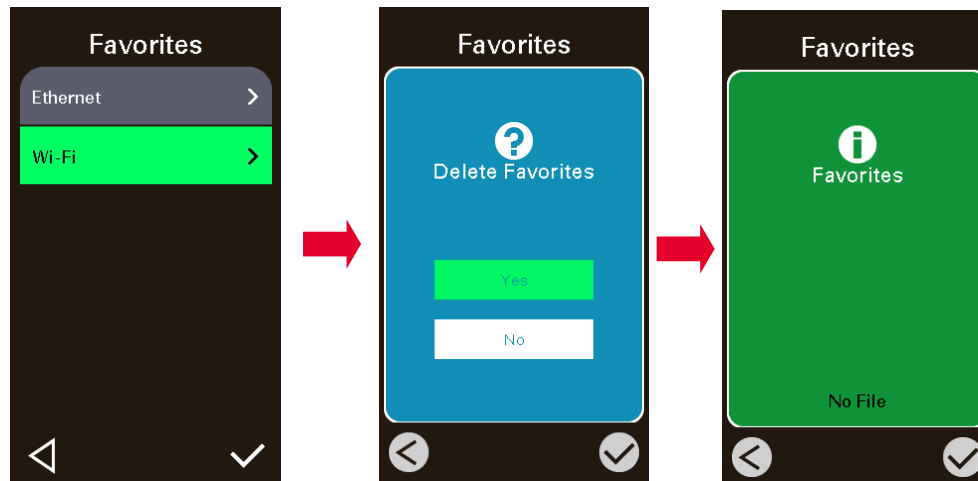 Favorites
Ethernet
Wi-Fi
Favorites
Delete Favorites
Yes
No
Favorites
Favorites
No File